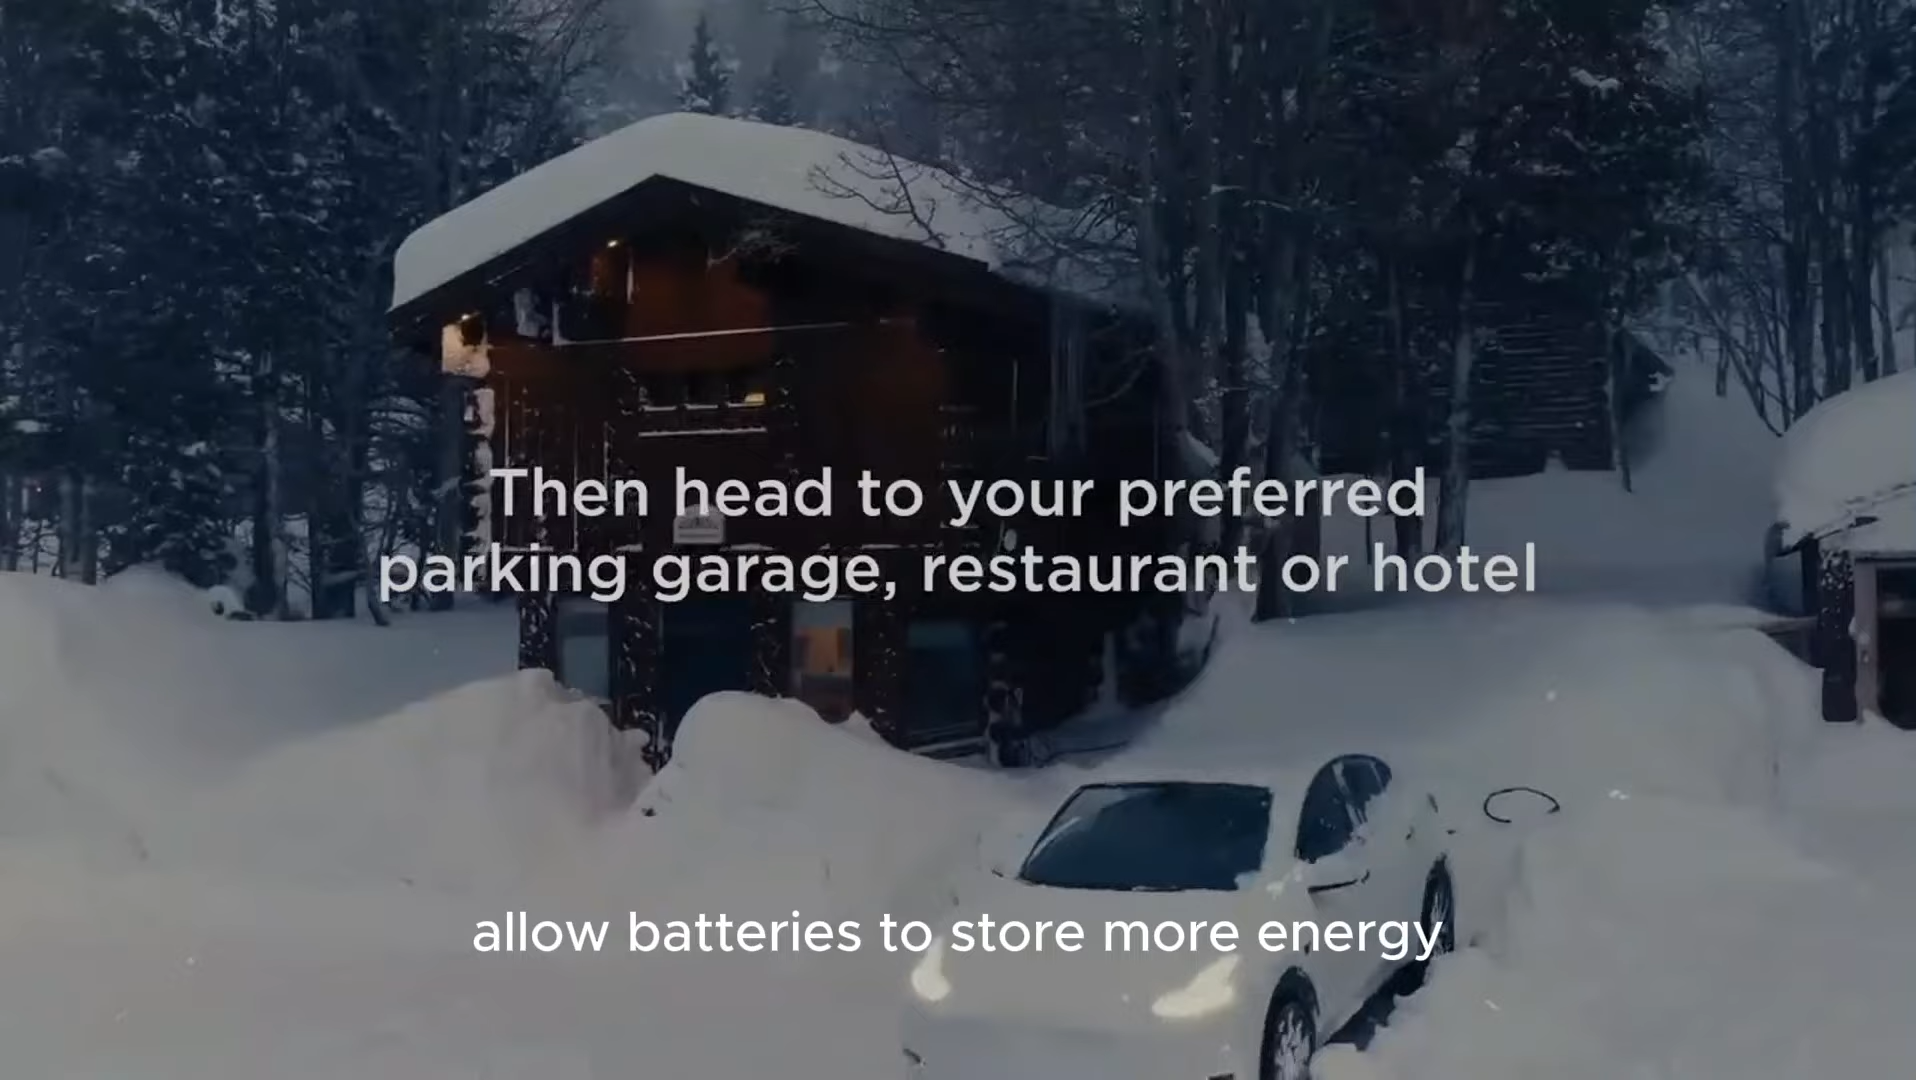 Then head to your preferred
parking garage, restaurant or hotel
allow batteries to store more energy